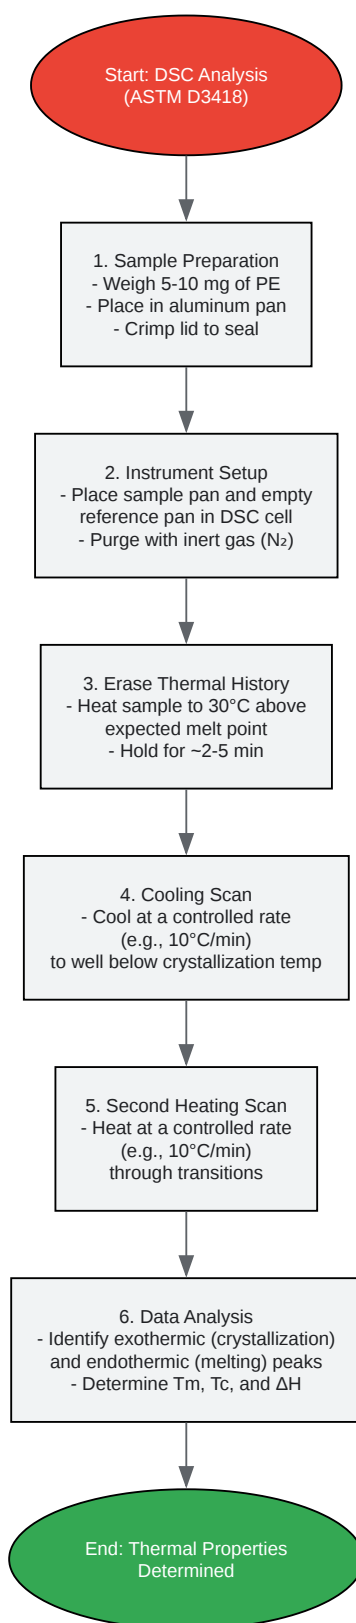 Start: DSC Analysis
(ASTM D3418)
1. Sample Preparation
- Weigh 5-10 mg of PE
- Place in aluminum pan
- Crimp lid to seal
2. Instrument Setup
- Place sample pan and empty
reference pan in DSC cell
- Purge with inert gas (N₂)
3. Erase Thermal History
- Heat sample to 30°C above
expected melt point
- Hold for ~2-5 min
4. Cooling Scan
- Cool at a controlled rate
(e.g., 10°C/min)
to well below crystallization temp
5. Second Heating Scan
- Heat at a controlled rate
(e.g., 10°C/min)
through transitions
6. Data Analysis
- Identify exothermic (crystallization)
and endothermic (melting) peaks
- Determine Tm, Tc, and ΔH
End: Thermal Properties
Determined